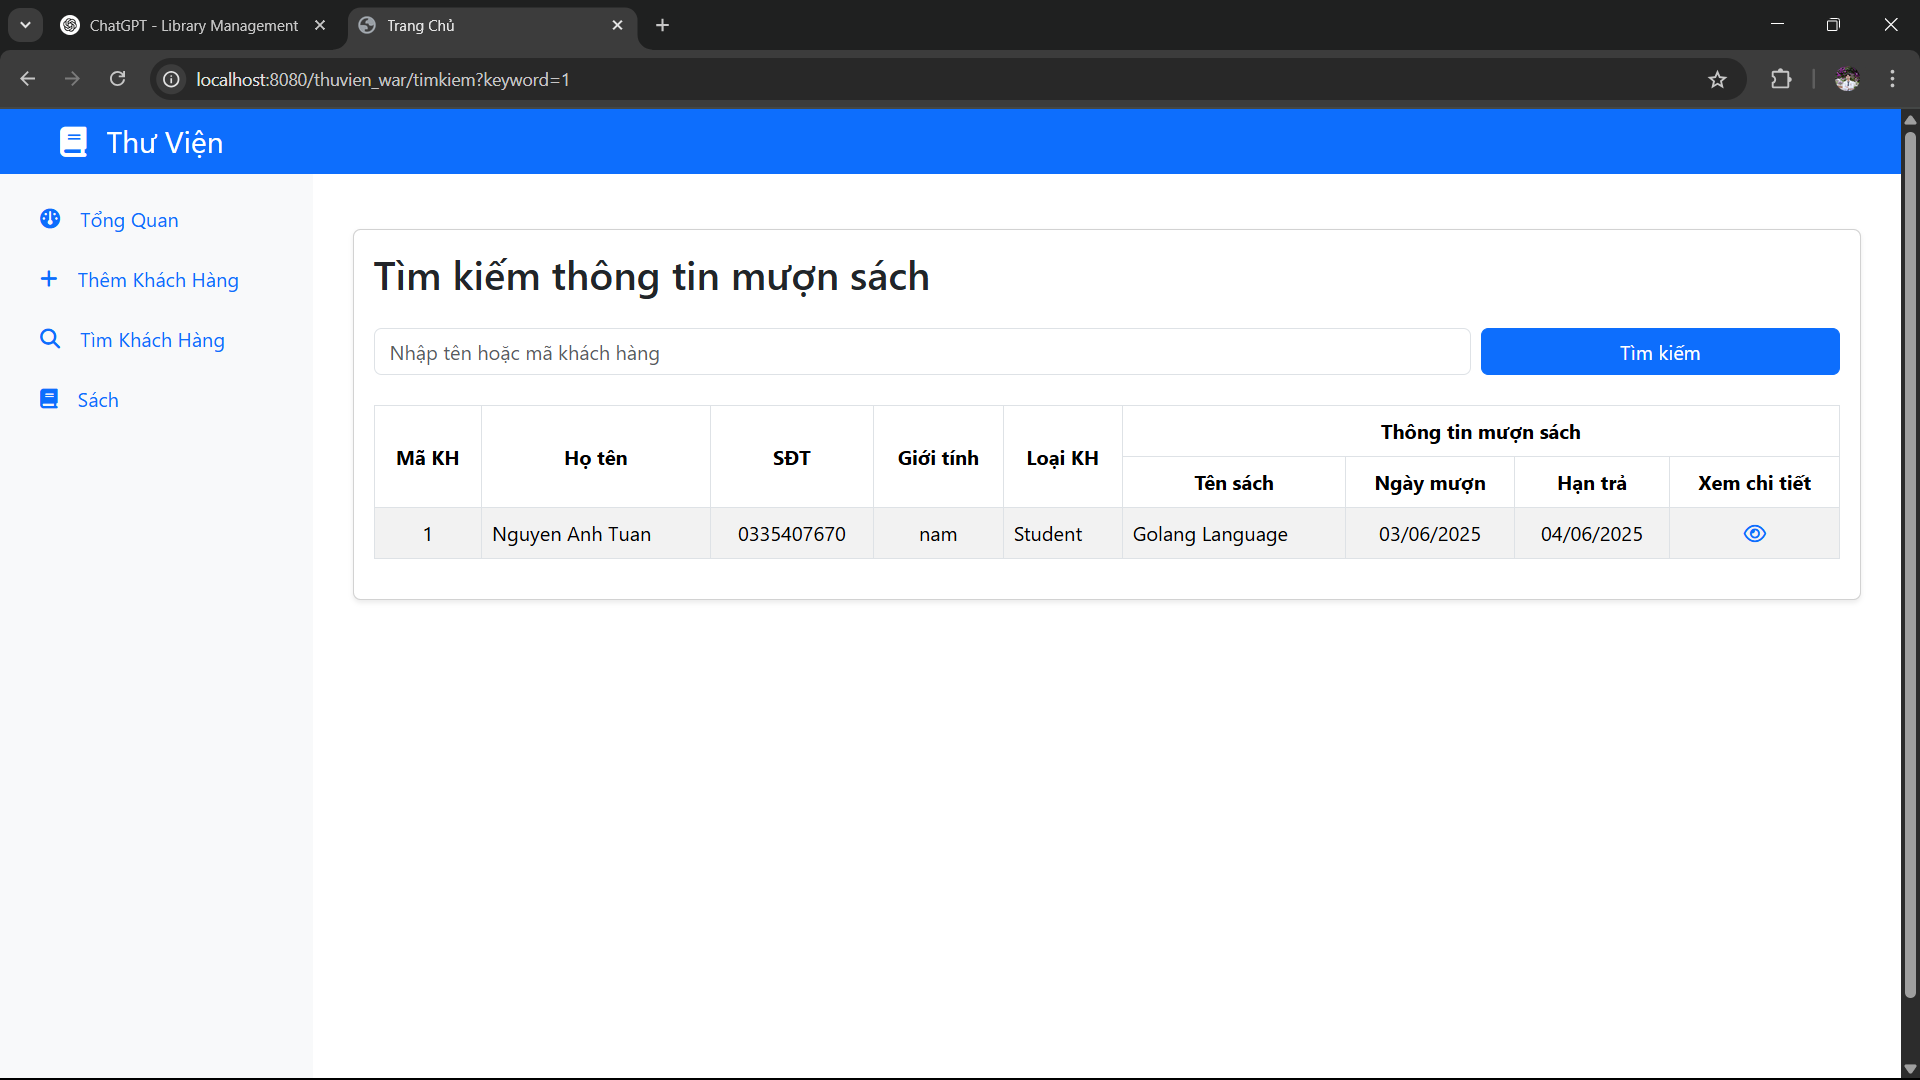 ChatGPT - Library Management
Trang Chủ
localhost:8080/thuvien_war/timkiem?keyword=1
Thư Viện
Tổng Quan
Thêm Khách Hàng
Tìm Khách Hàng
Sách
Tìm kiếm thông tin mượn sách
Nhập tên hoặc mã khách hàng
Tìm kiếm
Mã KH Họ tên SĐT Giới tính Loại KH Thông tin mượn sách
Tên sách Ngày mượn Hạn trả Xem chi tiết
1 Nguyen Anh Tuan 0335407670 nam Student Golang Language 03/06/2025 04/06/2025